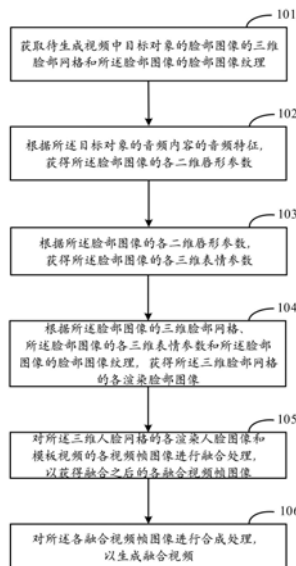 101
获取待生成视频中目标对象的脸部图像的三维
脸部网格和所述脸部图像的脸部图像纹理
102
根据所述目标对象的音频内容的音频特征,
获得所述脸部图像的各二维唇形参数
103
根据所述脸部图像的各二维唇形参数,
获得所述脸部图像的各三维表情参数
104
根据所述脸部图像的三维脸部网格、
所述脸部图像的各三维表情参数和所述脸部
图像的脸部图像纹理, 获得所述三维脸部网格
的各渲染脸部图像
105
对所述三维人脸网格的各渲染人脸图像和
模板视频的各视频帧图像进行融合处理,
以获得融合之后的各融合视频帧图像
106
对所述各融合视频帧图像进行合成处理,
以生成融合视频